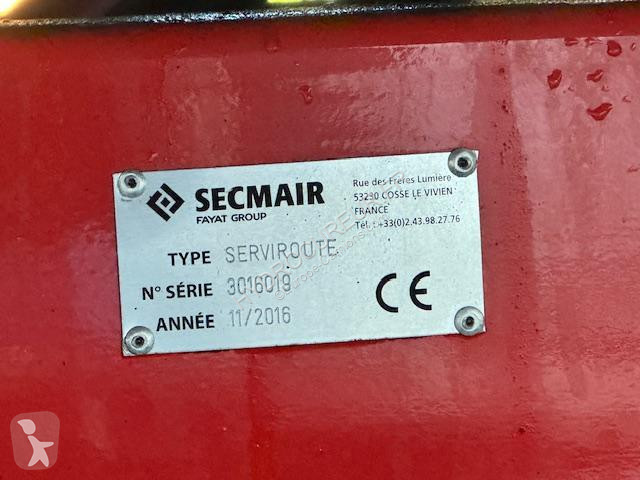 SECMAIR
FAYAT GROUP
Rue des Frères Lumière
53230 COSSE LE VIVIEN
FRANCE
Tél. : +33(0)2.43.98.27.76
TYPE SERVIROUTE
N° SÉRIE 3016019
ANNÉE 11/2016
CE